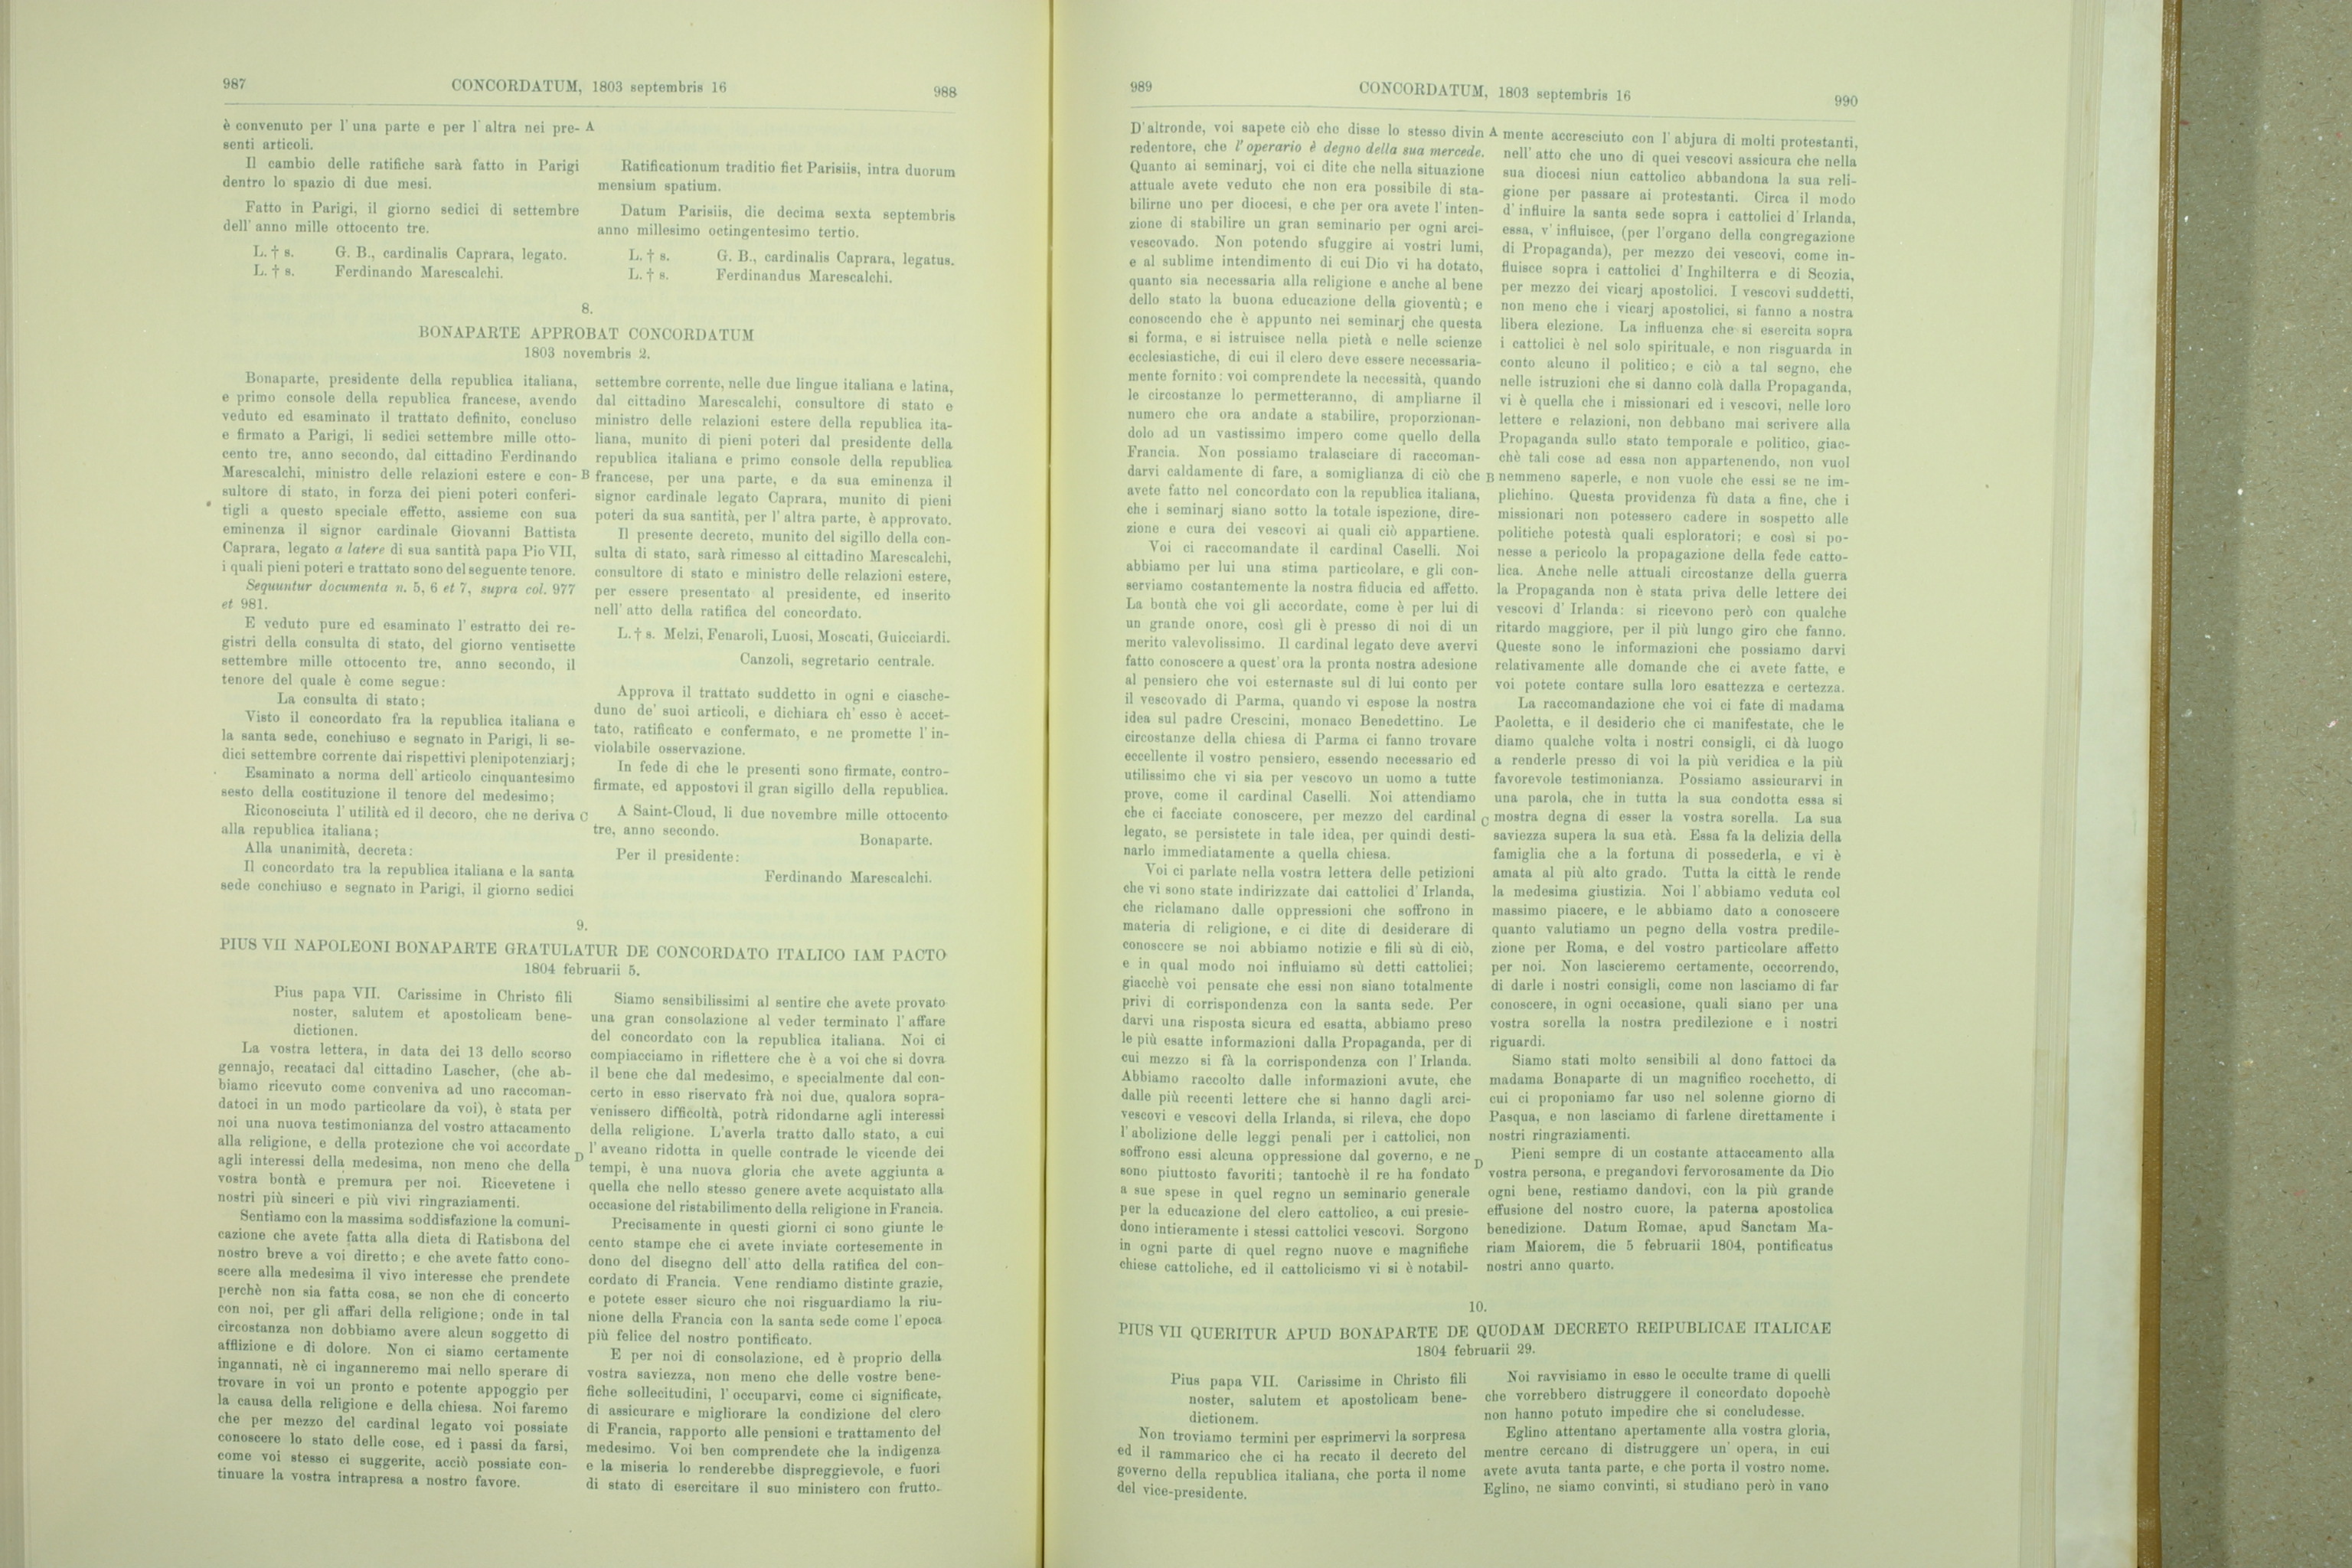 987
CONCORDATUM, 1803 septembris 16
988
è convenuto per l'una parte e per l'altra nei pre-
senti articoli.
Il cambio delle ratifiche sarà fatto in Parigi
dentro lo spazio di due mesi.
Fatto in Parigi, il giorno sedici di settembre
dell'anno mille ottocento tre.
L. † s. G. B., cardinalis Caprara, legato.
L. † s. Ferdinando Marescalchi.
A
Ratificationum traditio fiet Parisiis, intra duorum
mensium spatium.
Datum Parisiis, die decima sexta septembris
anno millesimo octingentesimo tertio.
L. † s. G. B., cardinalis Caprara, legatus.
L. † s. Ferdinandus Marescalchi.
8.
BONAPARTE APPROBAT CONCORDATUM
1803 novembris 2.
Bonaparte, presidente della republica italiana,
e primo console della republica francese, avendo
veduto ed esaminato il trattato definito, concluso
e firmato a Parigi, li sedici settembre mille otto-
cento tre, anno secondo, dal cittadino Ferdinando
Marescalchi, ministro delle relazioni estere e con-
sultore di stato, in forza dei pieni poteri conferi-
tigli a questo speciale effetto, assieme con sua
eminenza il signor cardinale Giovanni Battista
Caprara, legato a latere di sua santità papa Pio VII,
i quali pieni poteri e trattato sono del seguente tenore.
Sequuntur documenta n. 5, 6 et 7, supra col. 977
et 981.
E veduto pure ed esaminato l'estratto dei re-
gistri della consulta di stato, del giorno ventisette
settembre mille ottocento tre, anno secondo, il
tenore del quale è come segue:
La consulta di stato;
Visto il concordato fra la republica italiana e
la santa sede, conchiuso e segnato in Parigi, li se-
dici settembre corrente dai rispettivi plenipotenziarj;
Esaminato a norma dell'articolo cinquantesimo
sesto della costituzione il tenore del medesimo;
Riconosciuta l'utilità ed il decoro, che ne deriva
alla republica italiana;
Alla unanimità, decreta:
Il concordato tra la republica italiana e la santa
sede conchiuso e segnato in Parigi, il giorno sedici
B
C
settembre corrente, nelle due lingue italiana e latina,
dal cittadino Marescalchi, consultore di stato e
ministro delle relazioni estere della republica ita-
liana, munito di pieni poteri dal presidente della
republica italiana e primo console della republica
francese, per una parte, e da sua eminenza il
signor cardinale legato Caprara, munito di pieni
poteri da sua santità, per l'altra parte, è approvato.
Il presente decreto, munito del sigillo della con-
sulta di stato, sarà rimesso al cittadino Marescalchi,
consultore di stato e ministro delle relazioni estere,
per essere presentato al presidente, ed inserito
nell'atto della ratifica del concordato.
L. † s. Melzi, Fenaroli, Luosi, Moscati, Guicciardi.
Canzoli, segretario centrale.
Approva il trattato suddetto in ogni e ciasche-
duno de' suoi articoli, e dichiara ch'esso è accet-
tato, ratificato e confermato, e ne promette l'in-
violabile osservazione.
In fede di che le presenti sono firmate, contro-
firmate, ed appostovi il gran sigillo della republica.
A Saint-Cloud, li due novembre mille ottocento
tre, anno secondo.
Bonaparte.
Per il presidente:
Ferdinando Marescalchi.
9.
PIUS VII NAPOLEONI BONAPARTE GRATULATUR DE CONCORDATO ITALICO IAM PACTO
1804 februarii 5.
Pius papa VII. Carissime in Christo fili
noster, salutem et apostolicam bene-
dictionen.
La vostra lettera, in data dei 13 dello scorso
gennajo, recataci dal cittadino Lascher, (che ab-
biamo ricevuto come conveniva ad uno raccoman-
datoci in un modo particolare da voi), è stata per
noi una nuova testimonianza del vostro attacamento
alla religione, e della protezione che voi accordate
agli interessi della medesima, non meno che della
vostra bontà e premura per noi. Ricevetene i
nostri più sinceri e più vivi ringraziamenti.
Sentiamo con la massima soddisfazione la comuni-
cazione che avete fatta alla dieta di Ratisbona del
nostro breve a voi diretto; e che avete fatto cono-
scere alla medesima il vivo interesse che prendete
perchè non sia fatta cosa, se non che di concerto
con noi, per gli affari della religione; onde in tal
circostanza non dobbiamo avere alcun soggetto di
afflizione e di dolore. Non ci siamo certamente
ingannati, nè ci inganneremo mai nello sperare di
trovare in voi un pronto e potente appoggio per
la causa della religione e della chiesa. Noi faremo
che per mezzo del cardinal legato voi possiate
conoscere lo stato delle cose, ed i passi da farsi,
come voi stesso ci suggerite, acciò possiate con-
tinuare la vostra intrapresa a nostro favore.
D
Siamo sensibilissimi al sentire che avete provato
una gran consolazione al veder terminato l'affare
del concordato con la republica italiana. Noi ci
compiacciamo in riflettere che è a voi che si dovra
il bene che dal medesimo, e specialmente dal con-
certo in esso riservato frà noi due, qualora sopra-
venissero difficoltà, potrà ridondarne agli interessi
della religione. L'averla tratto dallo stato, a cui
l'aveano ridotta in quelle contrade le vicende dei
tempi, è una nuova gloria che avete aggiunta a
quella che nello stesso genere avete acquistato alla
occasione del ristabilimento della religione in Francia.
Precisamente in questi giorni ci sono giunte le
cento stampe che ci avete inviate cortesemente in
dono del disegno dell'atto della ratifica del con-
cordato di Francia. Vene rendiamo distinte grazie,
e potete esser sicuro che noi risguardiamo la riu-
nione della Francia con la santa sede come l'epoca
più felice del nostro pontificato.
E per noi di consolazione, ed è proprio della
vostra saviezza, non meno che delle vostre bene-
fiche sollecitudini, l'occuparvi, come ci significate,
di assicurare e migliorare la condizione del clero
di Francia, rapporto alle pensioni e trattamento del
medesimo. Voi ben comprendete che la indigenza
e la miseria lo renderebbe dispreggievole, e fuori
di stato di esercitare il suo ministero con frutto.
989
CONCORDATUM, 1803 septembris 16
990
D'altronde, voi sapete ciò che disse lo stesso divin
redentore, che l'operario è degno della sua mercede.
Quanto ai seminarj, voi ci dite che nella situazione
attuale avete veduto che non era possibile di sta-
bilirne uno per diocesi, e che per ora avete l'inten-
zione di stabilire un gran seminario per ogni arci-
vescovado. Non potendo sfuggire ai vostri lumi,
e al sublime intendimento di cui Dio vi ha dotato,
quanto sia necessaria alla religione e anche al bene
dello stato la buona educazione della gioventù; e
conoscendo che è appunto nei seminarj che questa
si forma, e si istruisce nella pietà e nelle scienze
ecclesiastiche, di cui il clero deve essere necessaria-
mente fornito: voi comprendete la necessità, quando
le circostanze lo permetteranno, di ampliarne il
numero che ora andate a stabilire, proporzionan-
dolo ad un vastissimo impero come quello della
Francia. Non possiamo tralasciare di raccoman-
darvi caldamente di fare, a somiglianza di ciò che
avete fatto nel concordato con la republica italiana,
che i seminarj siano sotto la totale ispezione, dire-
zione e cura dei vescovi ai quali ciò appartiene.
Voi ci raccomandate il cardinal Caselli. Noi
abbiamo per lui una stima particolare, e gli con-
serviamo costantemente la nostra fiducia ed affetto.
La bontà che voi gli accordate, come è per lui di
un grande onore, così gli è presso di noi di un
merito valevolissimo. Il cardinal legato deve avervi
fatto conoscere a quest'ora la pronta nostra adesione
al pensiero che voi esternaste sul di lui conto per
il vescovado di Parma, quando vi espose la nostra
idea sul padre Crescini, monaco Benedettino. Le
circostanze della chiesa di Parma ci fanno trovare
eccellente il vostro pensiero, essendo necessario ed
utilissimo che vi sia per vescovo un uomo a tutte
prove, come il cardinal Caselli. Noi attendiamo
che ci facciate conoscere, per mezzo del cardinal
legato, se persistete in tale idea, per quindi desti-
narlo immediatamente a quella chiesa.
Voi ci parlate nella vostra lettera delle petizioni
che vi sono state indirizzate dai cattolici d'Irlanda,
che riclamano dalle oppressioni che soffrono in
materia di religione, e ci dite di desiderare di
conoscere se noi abbiamo notizie e fili sù di ciò,
e in qual modo noi influiamo sù detti cattolici;
giacchè voi pensate che essi non siano totalmente
privi di corrispondenza con la santa sede. Per
darvi una risposta sicura ed esatta, abbiamo preso
le più esatte informazioni dalla Propaganda, per di
cui mezzo si fà la corrispondenza con l'Irlanda.
Abbiamo raccolto dalle informazioni avute, che
dalle più recenti lettere che si hanno dagli arci-
vescovi e vescovi della Irlanda, si rileva, che dopo
l'abolizione delle leggi penali per i cattolici, non
soffrono essi alcuna oppressione dal governo, e ne
sono piuttosto favoriti; tantochè il re ha fondato
a sue spese in quel regno un seminario generale
per la educazione del clero cattolico, a cui presie-
dono intieramente i stessi cattolici vescovi. Sorgono
in ogni parte di quel regno nuove e magnifiche
chiese cattoliche, ed il cattolicismo vi si è notabil-
A
B
C
D
mente accresciuto con l'abjura di molti protestanti,
nell'atto che uno di quei vescovi assicura che nella
sua diocesi niun cattolico abbandona la sua reli-
gione per passare ai protestanti. Circa il modo
d'influire la santa sede sopra i cattolici d'Irlanda,
essa, v'influisce, (per l'organo della congregazione
di Propaganda), per mezzo dei vescovi, come in-
fluisce sopra i cattolici d'Inghilterra e di Scozia,
per mezzo dei vicarj apostolici. I vescovi suddetti,
non meno che i vicarj apostolici, si fanno a nostra
libera elezione. La influenza che si esercita sopra
i cattolici è nel solo spirituale, e non risguarda in
conto alcuno il politico; e ciò a tal segno, che
nelle istruzioni che si danno colà dalla Propaganda,
vi è quella che i missionari ed i vescovi, nelle loro
lettere e relazioni, non debbano mai scrivere alla
Propaganda sullo stato temporale e politico, giac-
chè tali cose ad essa non appartenendo, non vuol
nemmeno saperle, e non vuole che essi se ne im-
plichino. Questa providenza fù data a fine, che i
missionari non potessero cadere in sospetto alle
politiche potestà quali esploratori; e così si po-
nesse a pericolo la propagazione della fede catto-
lica. Anche nelle attuali circostanze della guerra
la Propaganda non è stata priva delle lettere dei
vescovi d'Irlanda: si ricevono però con qualche
ritardo maggiore, per il più lungo giro che fanno.
Queste sono le informazioni che possiamo darvi
relativamente alle domande che ci avete fatte, e
voi potete contare sulla loro esattezza e certezza.
La raccomandazione che voi ci fate di madama
Paoletta, e il desiderio che ci manifestate, che le
diamo qualche volta i nostri consigli, ci dà luogo
a renderle presso di voi la più veridica e la più
favorevole testimonianza. Possiamo assicurarvi in
una parola, che in tutta la sua condotta essa si
mostra degna di esser la vostra sorella. La sua
saviezza supera la sua età. Essa fa la delizia della
famiglia che a la fortuna di possederla, e vi è
amata al più alto grado. Tutta la città le rende
la medesima giustizia. Noi l'abbiamo veduta col
massimo piacere, e le abbiamo dato a conoscere
quanto valutiamo un pegno della vostra predile-
zione per Roma, e del vostro particolare affetto
per noi. Non lascieremo certamente, occorrendo,
di darle i nostri consigli, come non lasciamo di far
conoscere, in ogni occasione, quali siano per una
vostra sorella la nostra predilezione e i nostri
riguardi.
Siamo stati molto sensibili al dono fattoci da
madama Bonaparte di un magnifico rocchetto, di
cui ci proponiamo far uso nel solenne giorno di
Pasqua, e non lasciamo di farlene direttamente i
nostri ringraziamenti.
Pieni sempre di un costante attaccamento alla
vostra persona, e pregandovi fervorosamente da Dio
ogni bene, restiamo dandovi, con la più grande
effusione del nostro cuore, la paterna apostolica
benedizione. Datum Romae, apud Sanctam Ma-
riam Maiorem, die 5 februarii 1804, pontificatus
nostri anno quarto.
10.
PIUS VII QUERITUR APUD BONAPARTE DE QUODAM DECRETO REIPUBLICAE ITALICAE
1804 februarii 29.
Pius papa VII. Carissime in Christo fili
noster, salutem et apostolicam bene-
dictionem.
Non troviamo termini per esprimervi la sorpresa
ed il rammarico che ci ha recato il decreto del
governo della republica italiana, che porta il nome
del vice-presidente.
Noi ravvisiamo in esso le occulte trame di quelli
che vorrebbero distruggere il concordato dopochè
non hanno potuto impedire che si concludesse.
Eglino attentano apertamente alla vostra gloria,
mentre cercano di distruggere un'opera, in cui
avete avuta tanta parte, e che porta il vostro nome.
Eglino, ne siamo convinti, si studiano però in vano